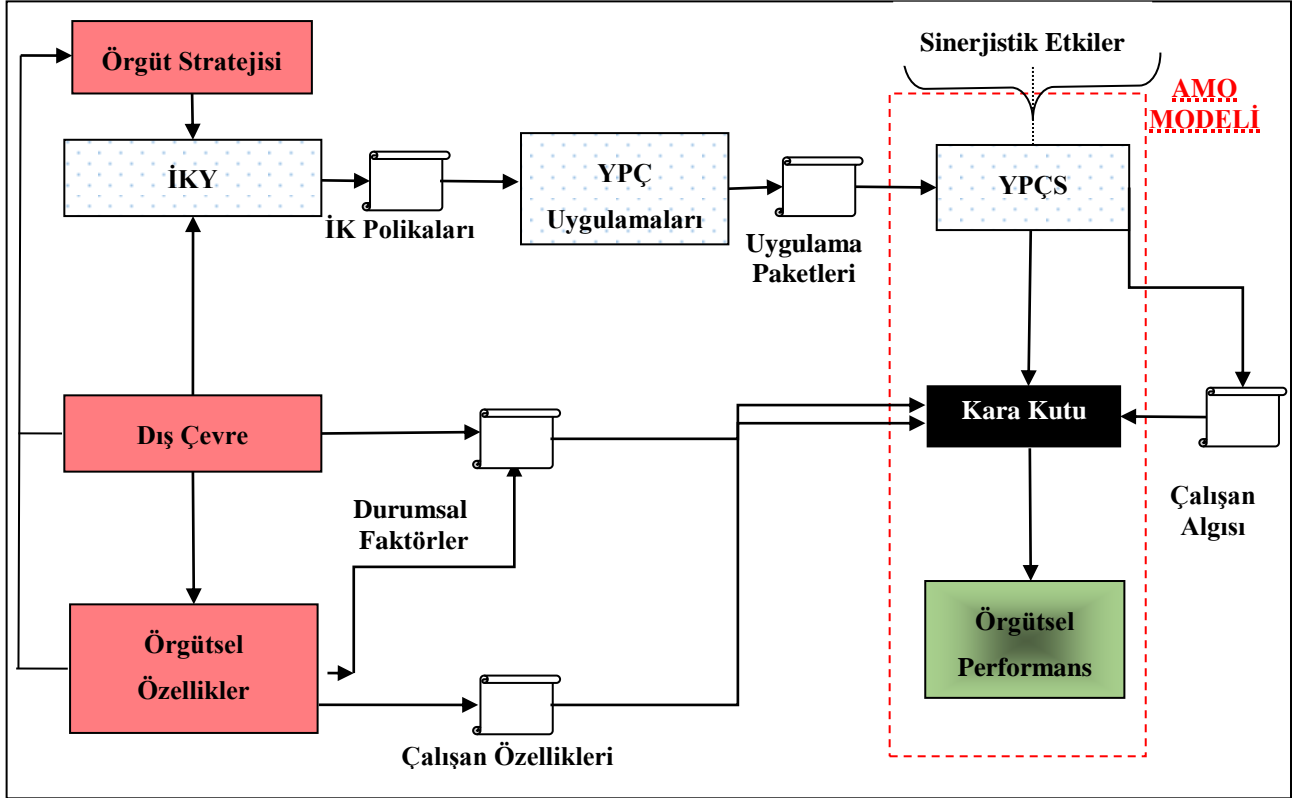 Sinerjistik Etkiler
Örgüt Stratejisi
AMO
MODELİ
İKY
YPÇ
Uygulamaları
YPÇS
İK Polikaları
Uygulama
Paketleri
Dış Çevre
Kara Kutu
Durumsal
Faktörler
Çalışan
Algısı
Örgütsel
Özellikler
Örgütsel
Performans
Çalışan Özellikleri